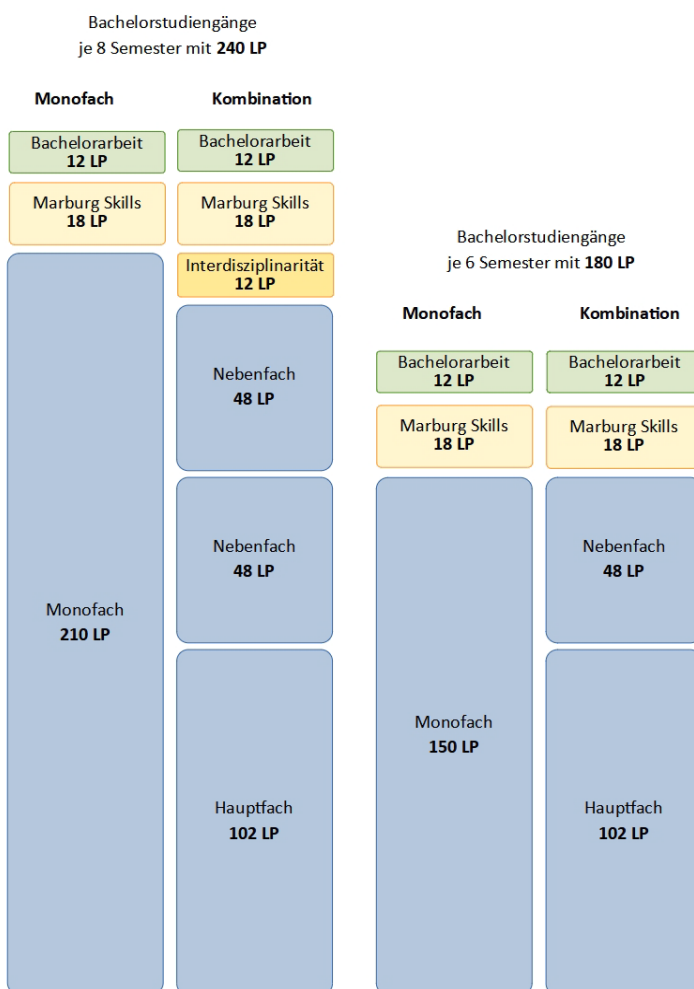 Bachelorstudiengänge
je 8 Semester mit 240 LP
Monofach
Bachelorarbeit
12 LP
Marburg Skills
18 LP
Monofach
210 LP
Kombination
Bachelorarbeit
12 LP
Marburg Skills
18 LP
Interdisziplinarität
12 LP
Nebenfach
48 LP
Nebenfach
48 LP
Hauptfach
102 LP
Bachelorstudiengänge
je 6 Semester mit 180 LP
Monofach
Bachelorarbeit
12 LP
Marburg Skills
18 LP
Monofach
150 LP
Kombination
Bachelorarbeit
12 LP
Marburg Skills
18 LP
Nebenfach
48 LP
Hauptfach
102 LP